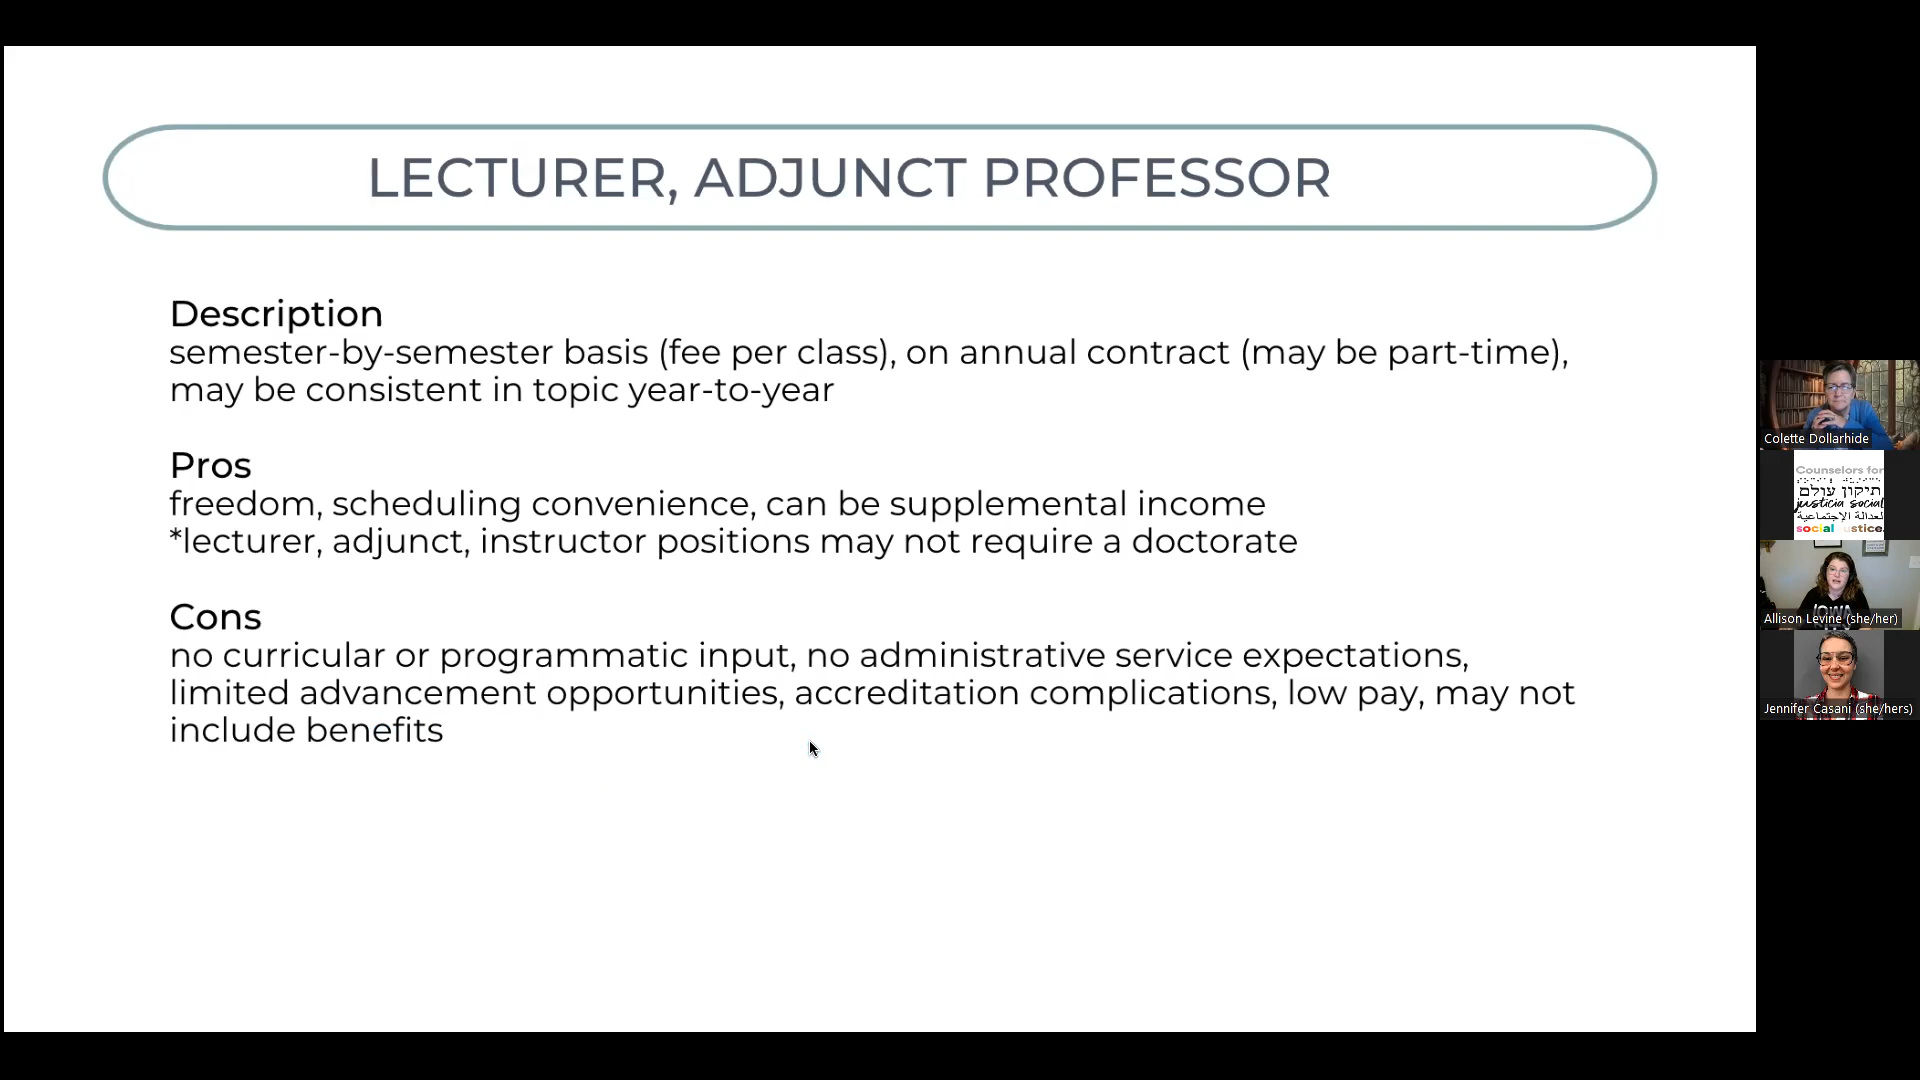 LECTURER, ADJUNCT PROFESSOR
Description
semester-by-semester basis (fee per class), on annual contract (may be part-time),
may be consistent in topic year-to-year
Pros
freedom, scheduling convenience, can be supplemental income
*lecturer, adjunct, instructor positions may not require a doctorate
Cons
no curricular or programmatic input, no administrative service expectations,
limited advancement opportunities, accreditation complications, low pay, may not
include benefits
Colette Dollarhide
Counselors for
תיקון עולם
justicia social
لعدالة الإجتماعية
social ustice.
IOWA
Allison Levine (she/her)
Jennifer Casani (she/hers)